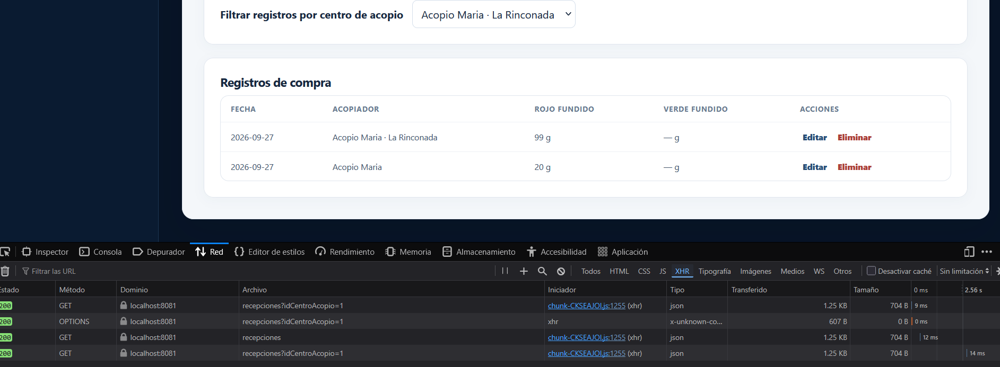 Filtrar registros por centro de acopio Acopio Maria · La Rinconada
Registros de compra
FECHA ACOPIADOR ROJO FUNDIDO VERDE FUNDIDO ACCIONES
2026-09-27 Acopio Maria · La Rinconada 99 g — g Editar Eliminar
2026-09-27 Acopio Maria 20 g — g Editar Eliminar
Inspector Consola Depurador Red Editor de estilos Rendimiento Memoria Almacenamiento Accesibilidad Aplicación
Filtrar las URL Todos HTML CSS JS XHR Tipografía Imágenes Medios WS Otros Desactivar caché Sin limitación
Estado Método Dominio Archivo Iniciador Tipo Transferido Tamaño 0 ms 2.56 s
200 GET localhost:8081 recepciones?idCentroAcopio=1 chunk-CKSEAJOI.js:1255 (xhr) json 1.25 KB 704 B 9 ms
200 OPTIONS localhost:8081 recepciones?idCentroAcopio=1 xhr x-unknown-co... 607 B 0 B 0 ms
200 GET localhost:8081 recepciones chunk-CKSEAJOI.js:1255 (xhr) json 1.25 KB 704 B 12 ms
200 GET localhost:8081 recepciones?idCentroAcopio=1 chunk-CKSEAJOI.js:1255 (xhr) json 1.25 KB 704 B 14 ms